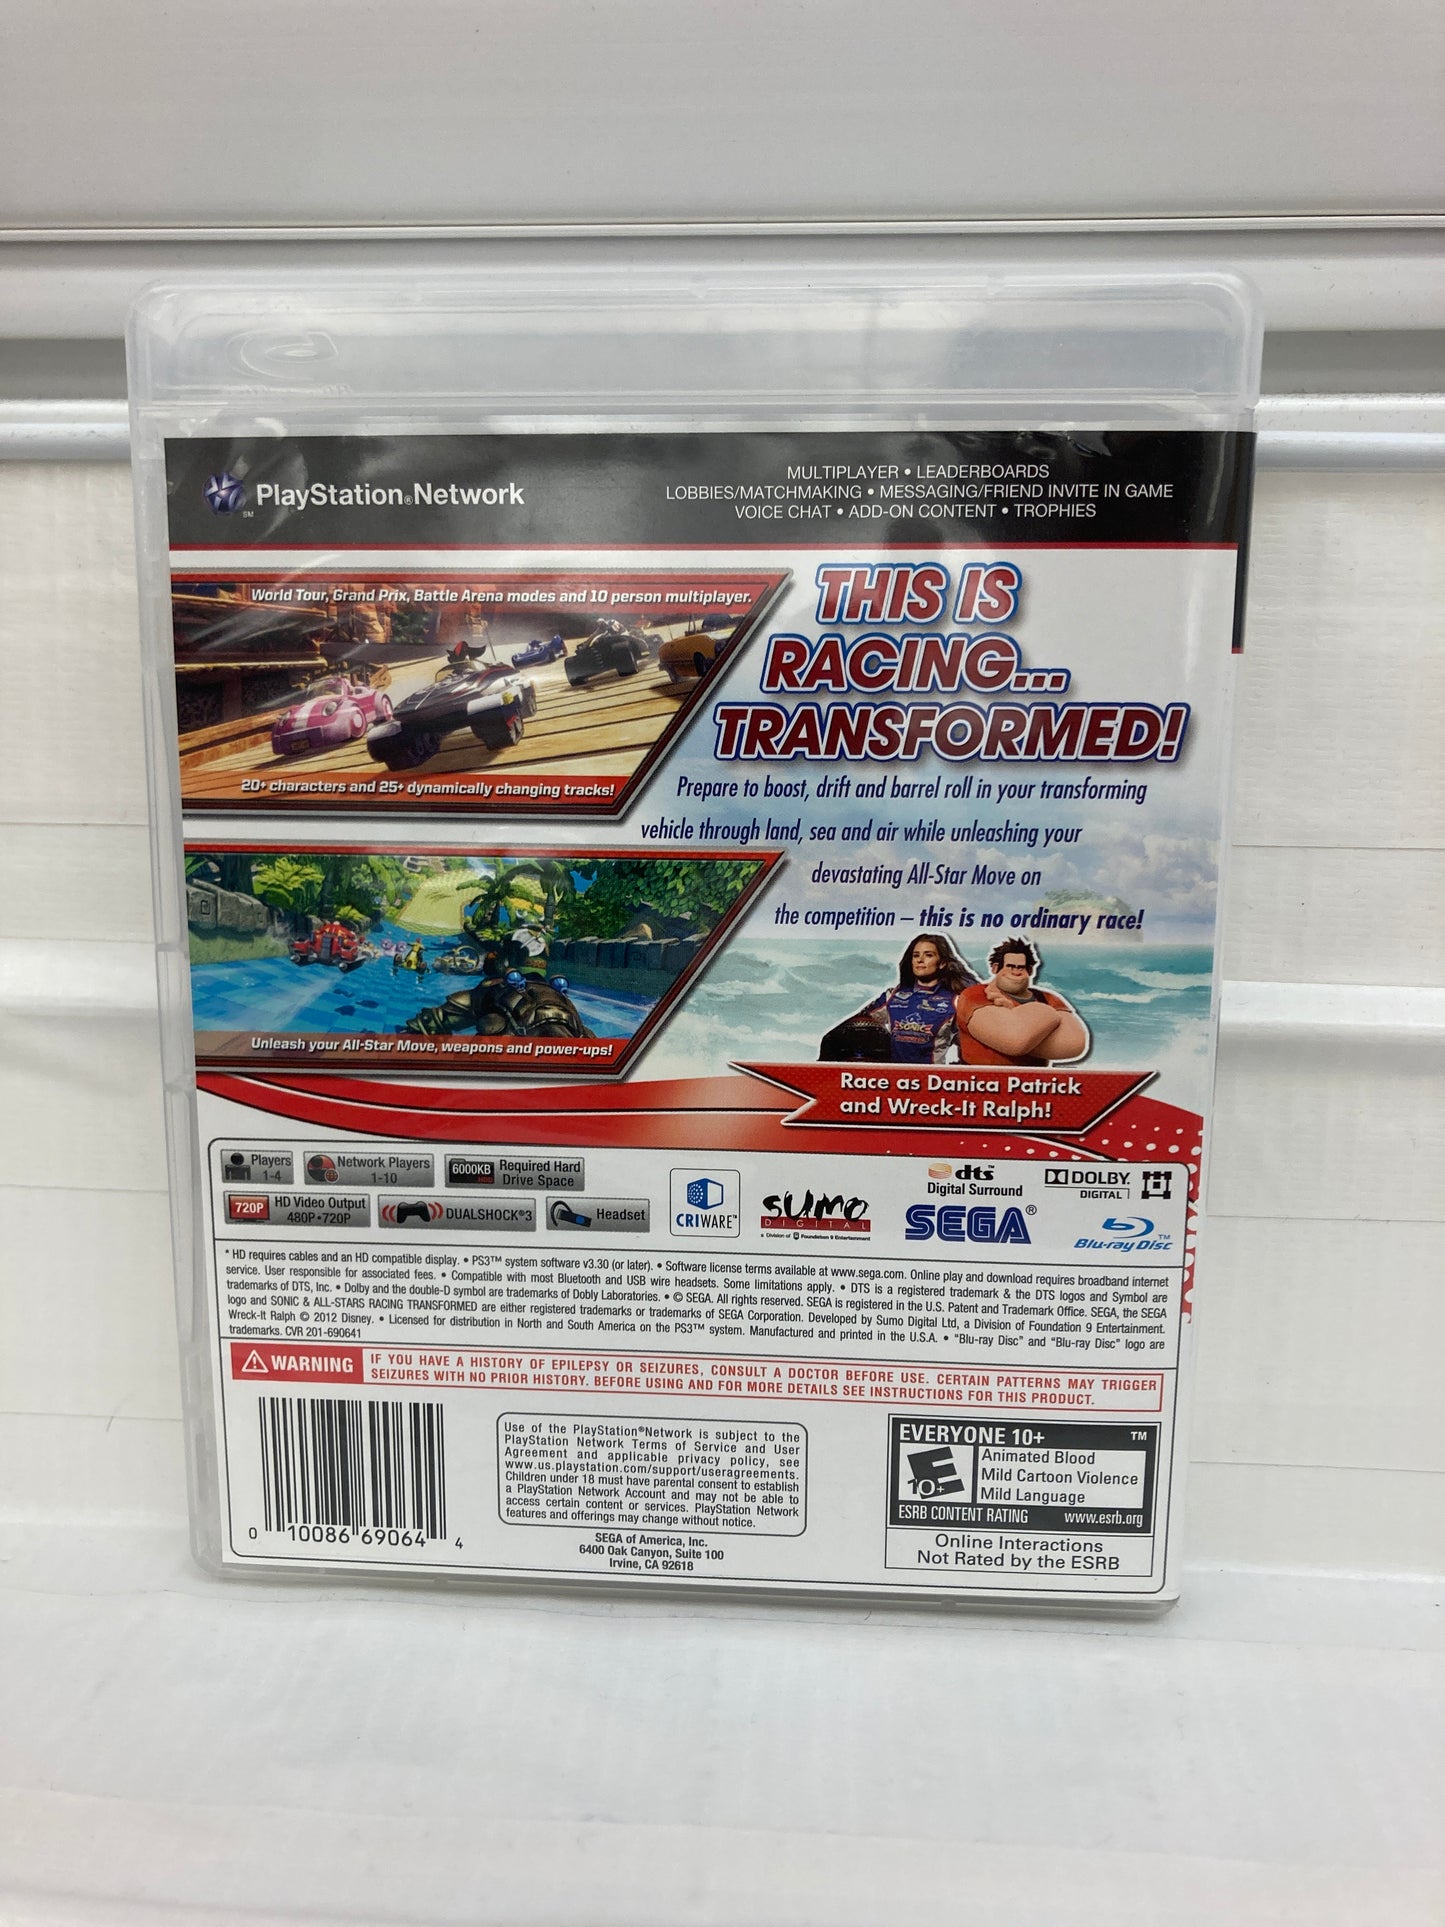 PlayStation®Network
SM
MULTIPLAYER • LEADERBOARDS
LOBBIES/MATCHMAKING • MESSAGING/FRIEND INVITE IN GAME
VOICE CHAT • ADD-ON CONTENT • TROPHIES
World Tour, Grand Prix, Battle Arena modes and 10 person multiplayer.
20+ characters and 25+ dynamically changing tracks!
THIS IS
RACING...
TRANSFORMED!
Prepare to boost, drift and barrel roll in your transforming
vehicle through land, sea and air while unleashing your
devastating All-Star Move on
the competition – this is no ordinary race!
Unleash your All-Star Move, weapons and power-ups!
SONIC
Race as Danica Patrick
and Wreck-It Ralph!
Players
1-4
Network Players
1-10
6000KB
HDD
Required Hard
Drive Space
720P
HD Video Output
480P•720P
DUALSHOCK®3
Headset
CRIWARE™
SUMO
DIGITAL
a Division of Foundation 9 Entertainment
dts™
Digital Surround
DOLBY
DIGITAL
SEGA®
Blu-ray Disc™
* HD requires cables and an HD compatible display. • PS3™ system software v3.30 (or later). • Software license terms available at www.sega.com. Online play and download requires broadband internet
service. User responsible for associated fees. • Compatible with most Bluetooth and USB wire headsets. Some limitations apply. • DTS is a registered trademark & the DTS logos and Symbol are
trademarks of DTS, Inc. • Dolby and the double-D symbol are trademarks of Dobly Laboratories. • © SEGA. All rights reserved. SEGA is registered in the U.S. Patent and Trademark Office. SEGA, the SEGA
logo and SONIC & ALL-STARS RACING TRANSFORMED are either registered trademarks or trademarks of SEGA Corporation. Developed by Sumo Digital Ltd, a Division of Foundation 9 Entertainment.
Wreck-It Ralph © 2012 Disney. • Licensed for distribution in North and South America on the PS3™ system. Manufactured and printed in the U.S.A. • "Blu-ray Disc" and "Blu-ray Disc" logo are
trademarks. CVR 201-690641
WARNING
IF YOU HAVE A HISTORY OF EPILEPSY OR SEIZURES, CONSULT A DOCTOR BEFORE USE. CERTAIN PATTERNS MAY TRIGGER
SEIZURES WITH NO PRIOR HISTORY. BEFORE USING AND FOR MORE DETAILS SEE INSTRUCTIONS FOR THIS PRODUCT.
0 10086 69064 4
Use of the PlayStation®Network is subject to the
PlayStation Network Terms of Service and User
Agreement and applicable privacy policy, see
www.us.playstation.com/support/useragreements.
Children under 18 must have parental consent to establish
a PlayStation Network Account and may not be able to
access certain content or services. PlayStation Network
features and offerings may change without notice.
SEGA of America, Inc.
6400 Oak Canyon, Suite 100
Irvine, CA 92618
EVERYONE 10+
TM
E
10+
Animated Blood
Mild Cartoon Violence
Mild Language
ESRB CONTENT RATING www.esrb.org
Online Interactions
Not Rated by the ESRB